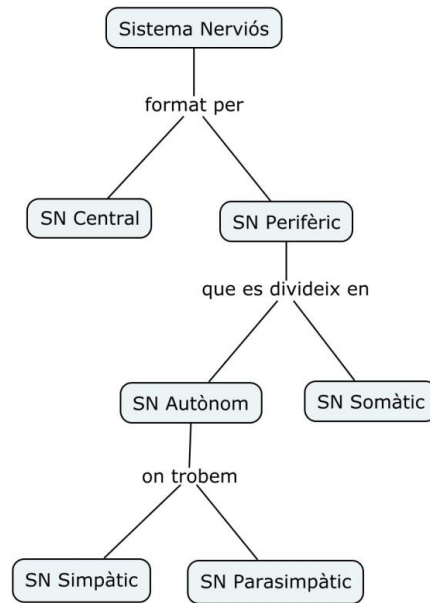 Sistema Nerviós
format per
SN Central
SN Perifèric
que es divideix en
SN Autònom
SN Somàtic
on trobem
SN Simpàtic
SN Parasimpàtic